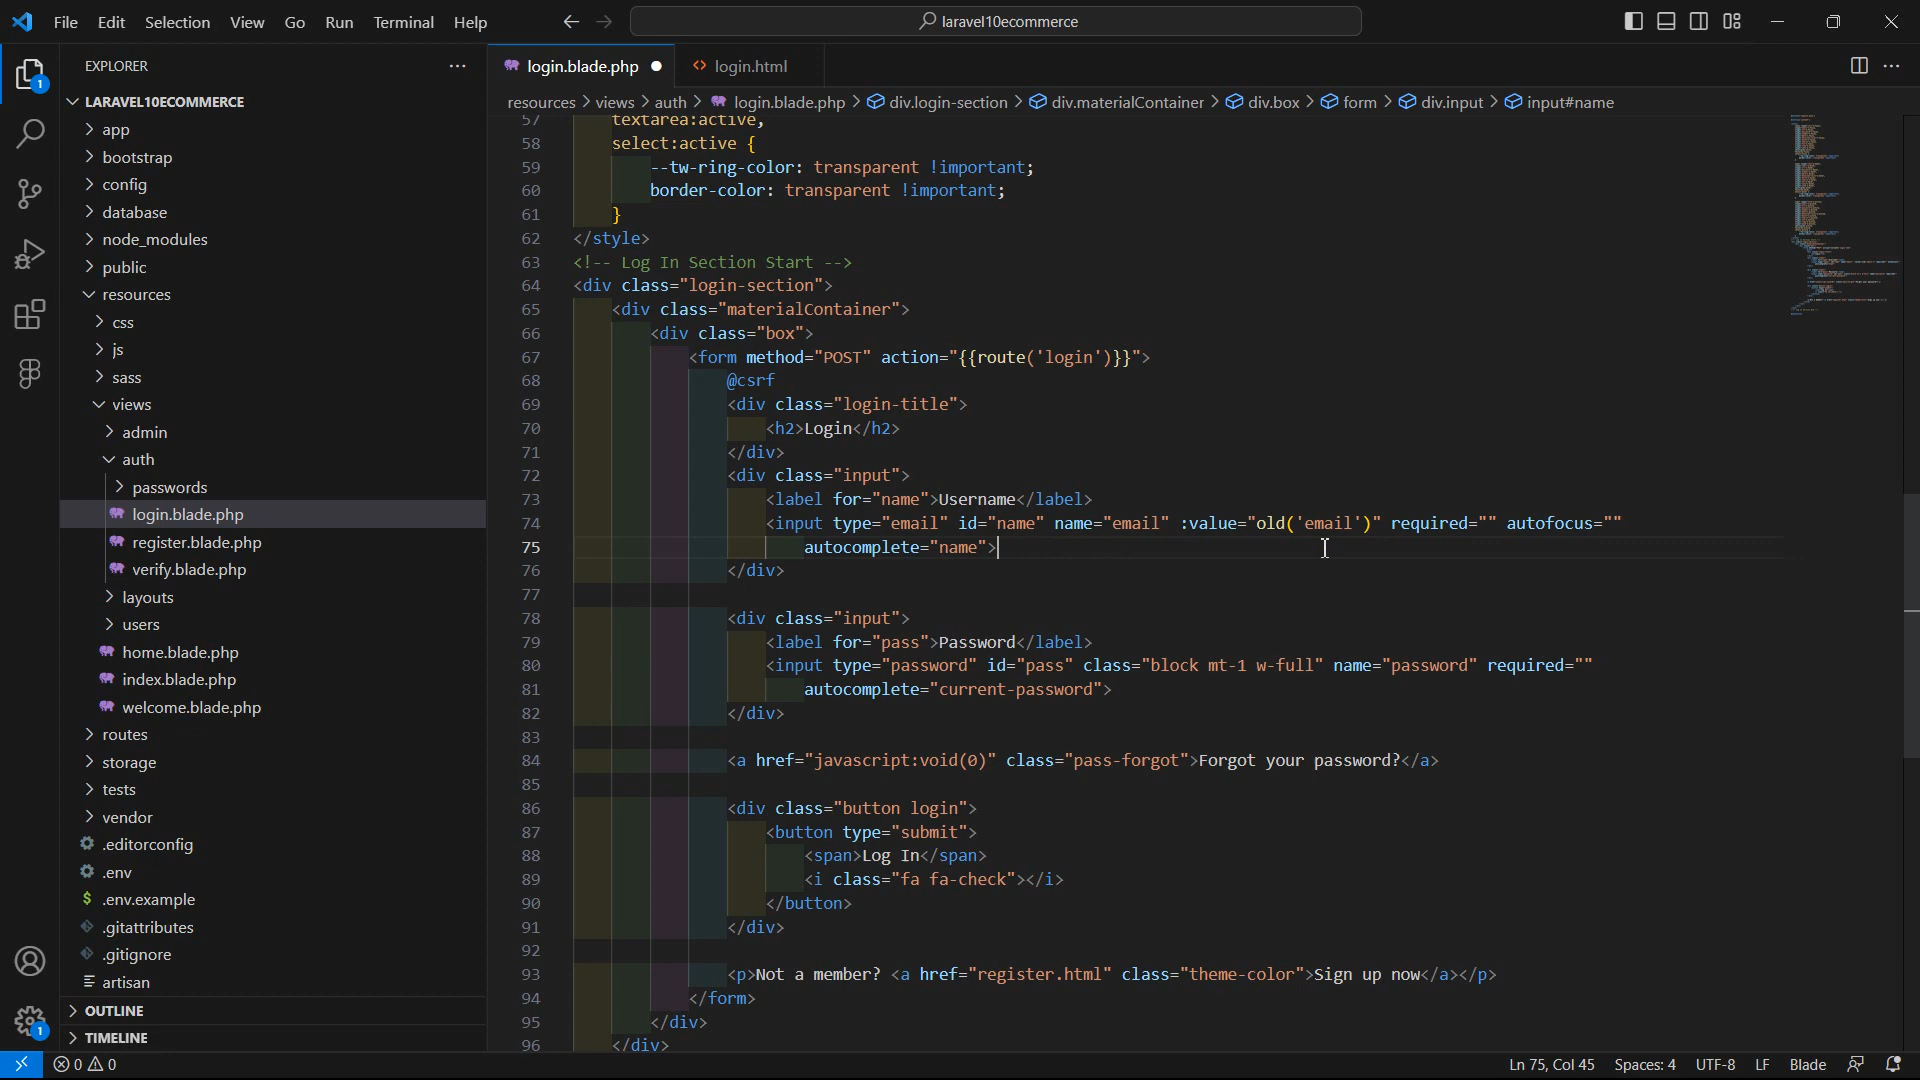 File Edit Selection View Go Run Terminal Help
laravel10ecommerce
EXPLORER
LARAVEL10ECOMMERCE
app
bootstrap
config
database
node_modules
public
resources
css
js
sass
views
admin
auth
passwords
login.blade.php
register.blade.php
verify.blade.php
layouts
users
home.blade.php
index.blade.php
welcome.blade.php
routes
storage
tests
vendor
.editorconfig
.env
.env.example
.gitattributes
.gitignore
artisan
OUTLINE
TIMELINE
1
1
login.blade.php login.html
resources > views > auth > login.blade.php > div.login-section > div.materialContainer > div.box > form > div.input > input#name
57 textarea:active,
58 select:active {
59 --tw-ring-color: transparent !important;
60 border-color: transparent !important;
61 }
62 </style>
63 <!-- Log In Section Start -->
64 <div class="login-section">
65 <div class="materialContainer">
66 <div class="box">
67 <form method="POST" action="{{route('login')}}">
68 @csrf
69 <div class="login-title">
70 <h2>Login</h2>
71 </div>
72 <div class="input">
73 <label for="name">Username</label>
74 <input type="email" id="name" name="email" :value="old('email')" required="" autofocus=""
75 autocomplete="name">
76 </div>
77
78 <div class="input">
79 <label for="pass">Password</label>
80 <input type="password" id="pass" class="block mt-1 w-full" name="password" required=""
81 autocomplete="current-password">
82 </div>
83
84 <a href="javascript:void(0)" class="pass-forgot">Forgot your password?</a>
85
86 <div class="button login">
87 <button type="submit">
88 <span>Log In</span>
89 <i class="fa fa-check"></i>
90 </button>
91 </div>
92
93 <p>Not a member? <a href="register.html" class="theme-color">Sign up now</a></p>
94 </form>
95 </div>
96 </div>
0 0 Ln 75, Col 45 Spaces: 4 UTF-8 LF Blade